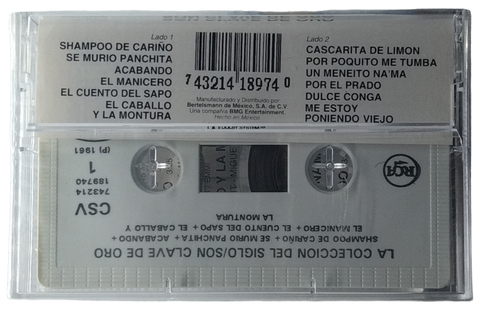 SON CLAVE DE ORO
Lado 1
SHAMPOO DE CARIÑO
SE MURIO PANCHITA
ACABANDO
EL MANICERO
EL CUENTO DEL SAPO
EL CABALLO
Y LA MONTURA
7 43214 18974 0
Manufacturado y Distribuido por
Bertelsmann de México, S.A. de C.V
Una compañía BMG Entertainment.
Hecho en México
Lado 2
CASCARITA DE LIMON
POR POQUITO ME TUMBA
UN MENEITO NA'MA
POR EL PRADO
DULCE CONGA
ME ESTOY
PONIENDO VIEJO
LA COLECCION DEL SIGLO/SON CLAVE DE ORO
SHAMPOO DE CARIÑO + SE MURIO PANCHITA + ACABANDO +
EL MANICERO + EL CUENTO DEL SAPO + EL CABALLO Y
LA MONTURA
CSV
743214
189740
1
(P) 1961
RCA